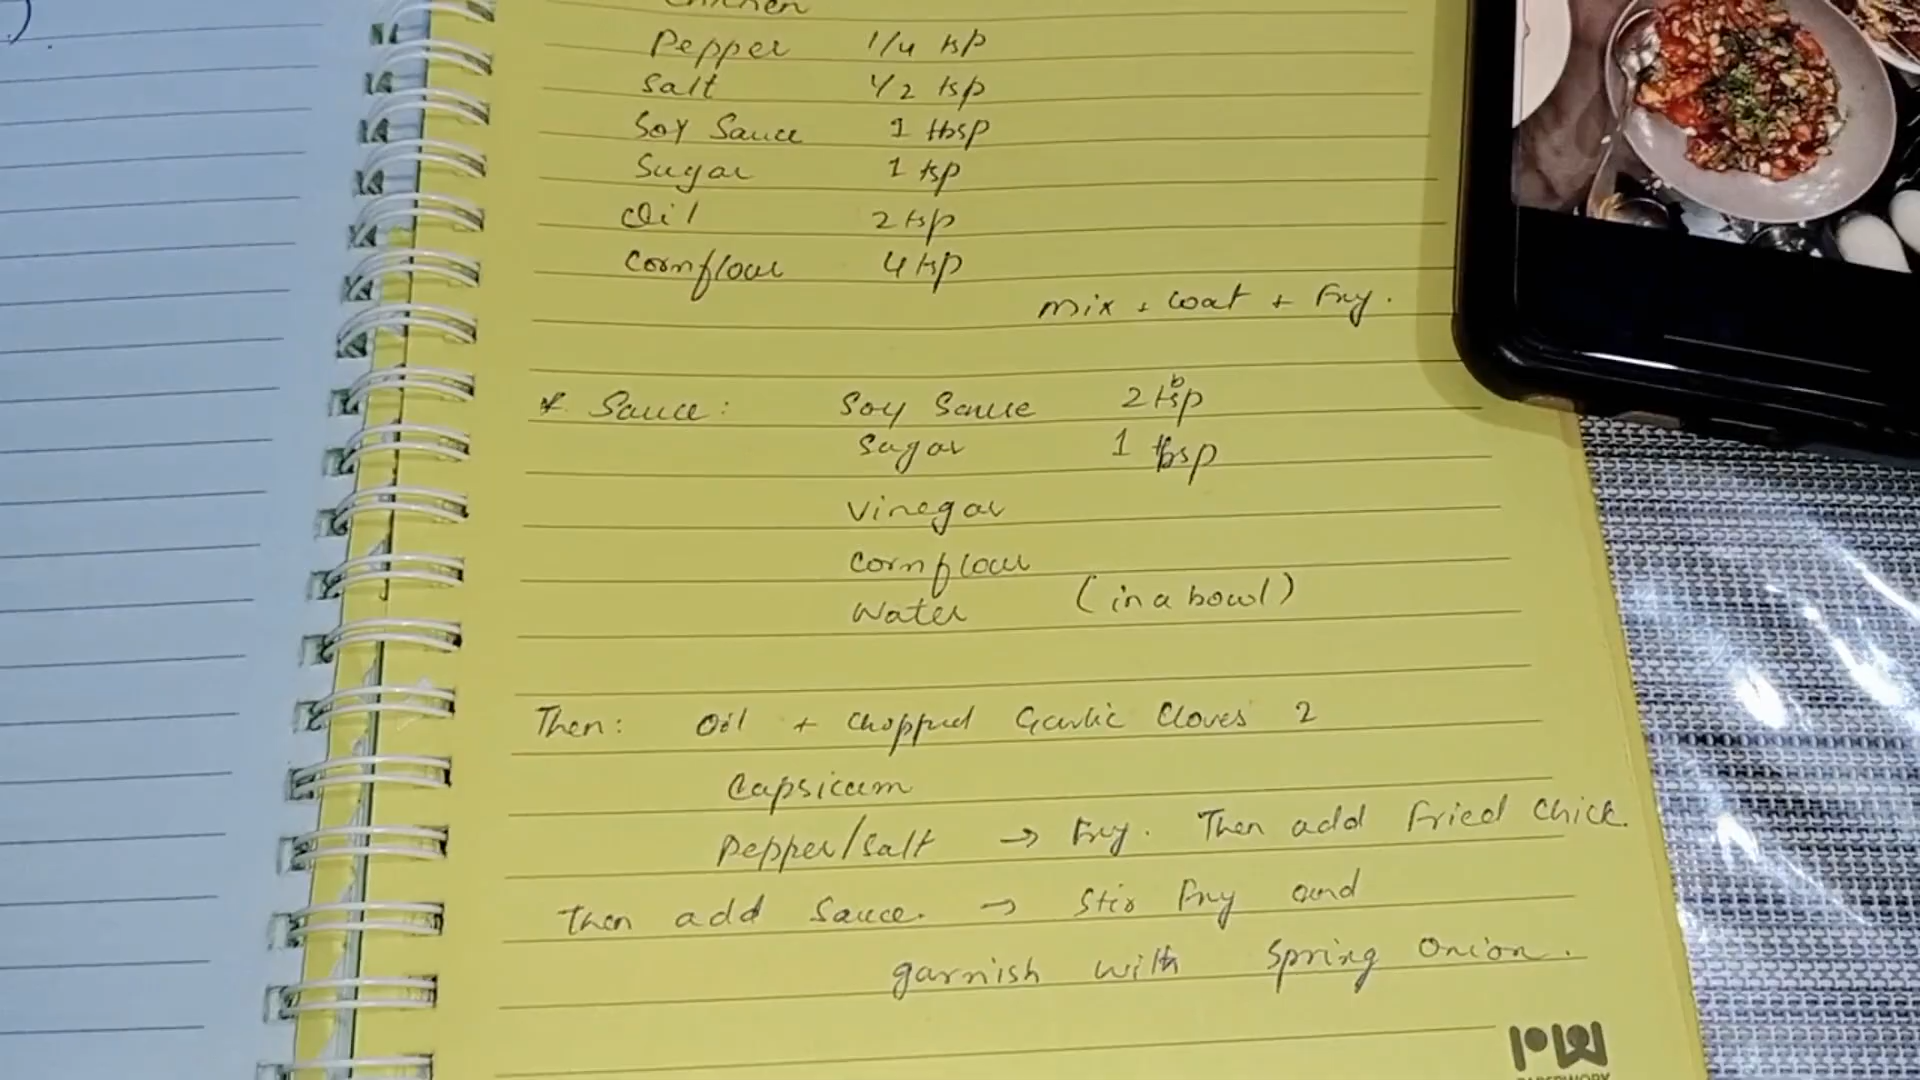 Chicken
Pepper 1/4 tsp
Salt 1/2 tsp
Soy Sauce 1 tbsp
Sugar 1 tsp
Oil 2 tsp
Cornflour 4 tsp
mix + Coat + Fry.
* Sauce: Soy Sauce 2 tbsp
Sugar 1 tbsp
Vinegar
Cornflour
Water (in a bowl)
Then: Oil + Chopped Garlic Cloves 2
Capsicum
Pepper/Salt → Fry. Then add Fried Chick.
Then add Sauce. → Stir Fry and
garnish with Spring Onion.